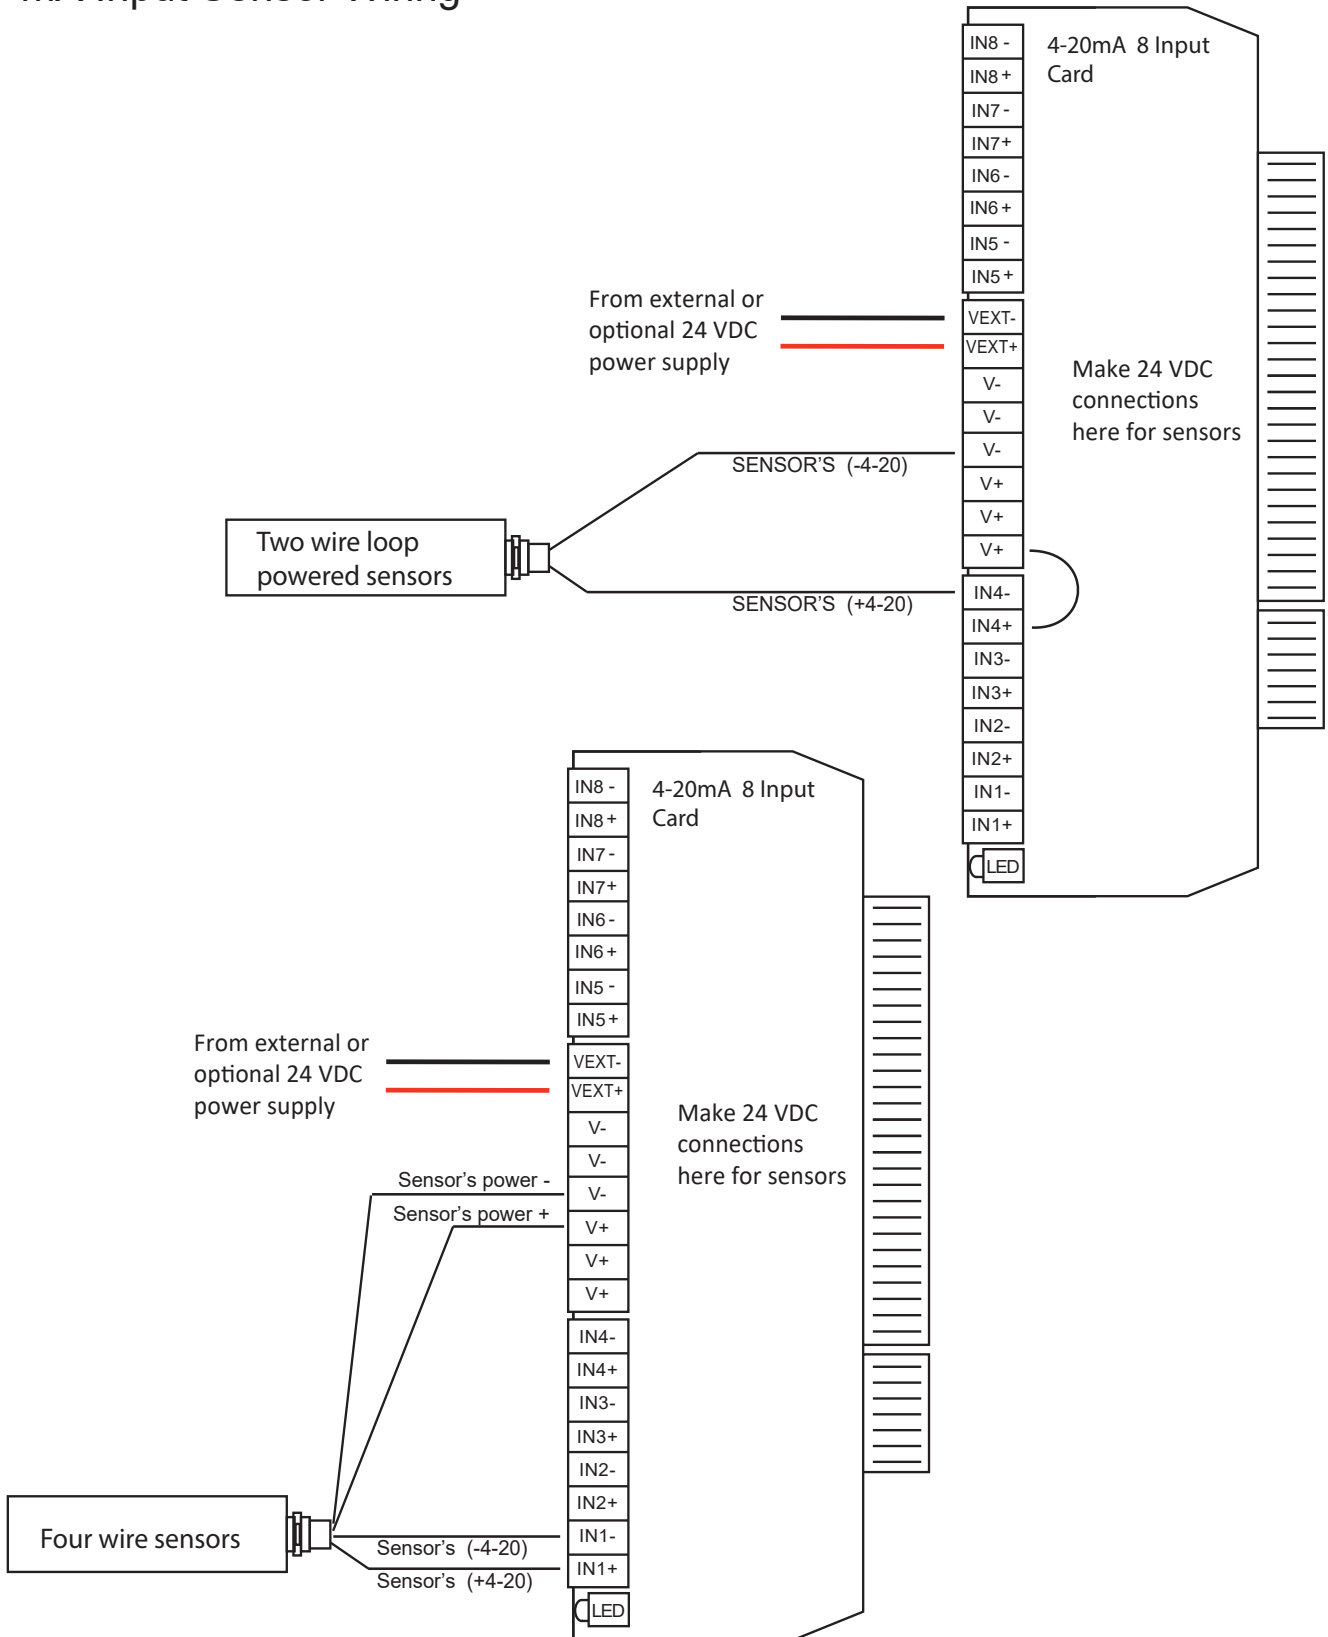 mA Input Sensor Wiring
IN8 -
IN8 +
IN7 -
IN7+
IN6 -
IN6 +
IN5 -
IN5 +
VEXT-
VEXT+
V-
V-
V-
V+
V+
V+
IN4-
IN4+
IN3-
IN3+
IN2-
IN2+
IN1-
IN1+
LED
4-20mA 8 Input
Card
Make 24 VDC
connections
here for sensors
From external or
optional 24 VDC
power supply
SENSOR'S (-4-20)
Two wire loop
powered sensors
SENSOR'S (+4-20)
IN8 -
IN8 +
IN7 -
IN7+
IN6 -
IN6 +
IN5 -
IN5 +
VEXT-
VEXT+
V-
V-
V-
V+
V+
V+
IN4-
IN4+
IN3-
IN3+
IN2-
IN2+
IN1-
IN1+
LED
4-20mA 8 Input
Card
Make 24 VDC
connections
here for sensors
From external or
optional 24 VDC
power supply
Sensor's power -
Sensor's power +
Four wire sensors
Sensor's (-4-20)
Sensor's (+4-20)